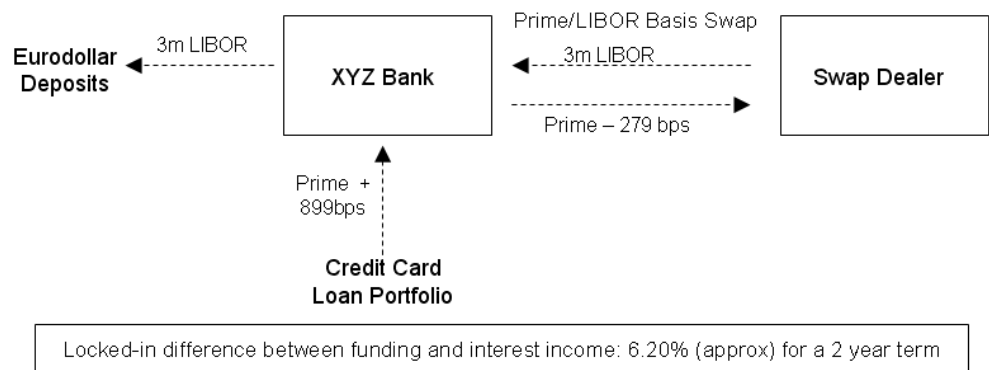 Prime/LIBOR Basis Swap
Eurodollar
Deposits
3m LIBOR
XYZ Bank
3m LIBOR
Swap Dealer
Prime – 279 bps
Prime +
899bps
Credit Card
Loan Portfolio
Locked-in difference between funding and interest income: 6.20% (approx) for a 2 year term